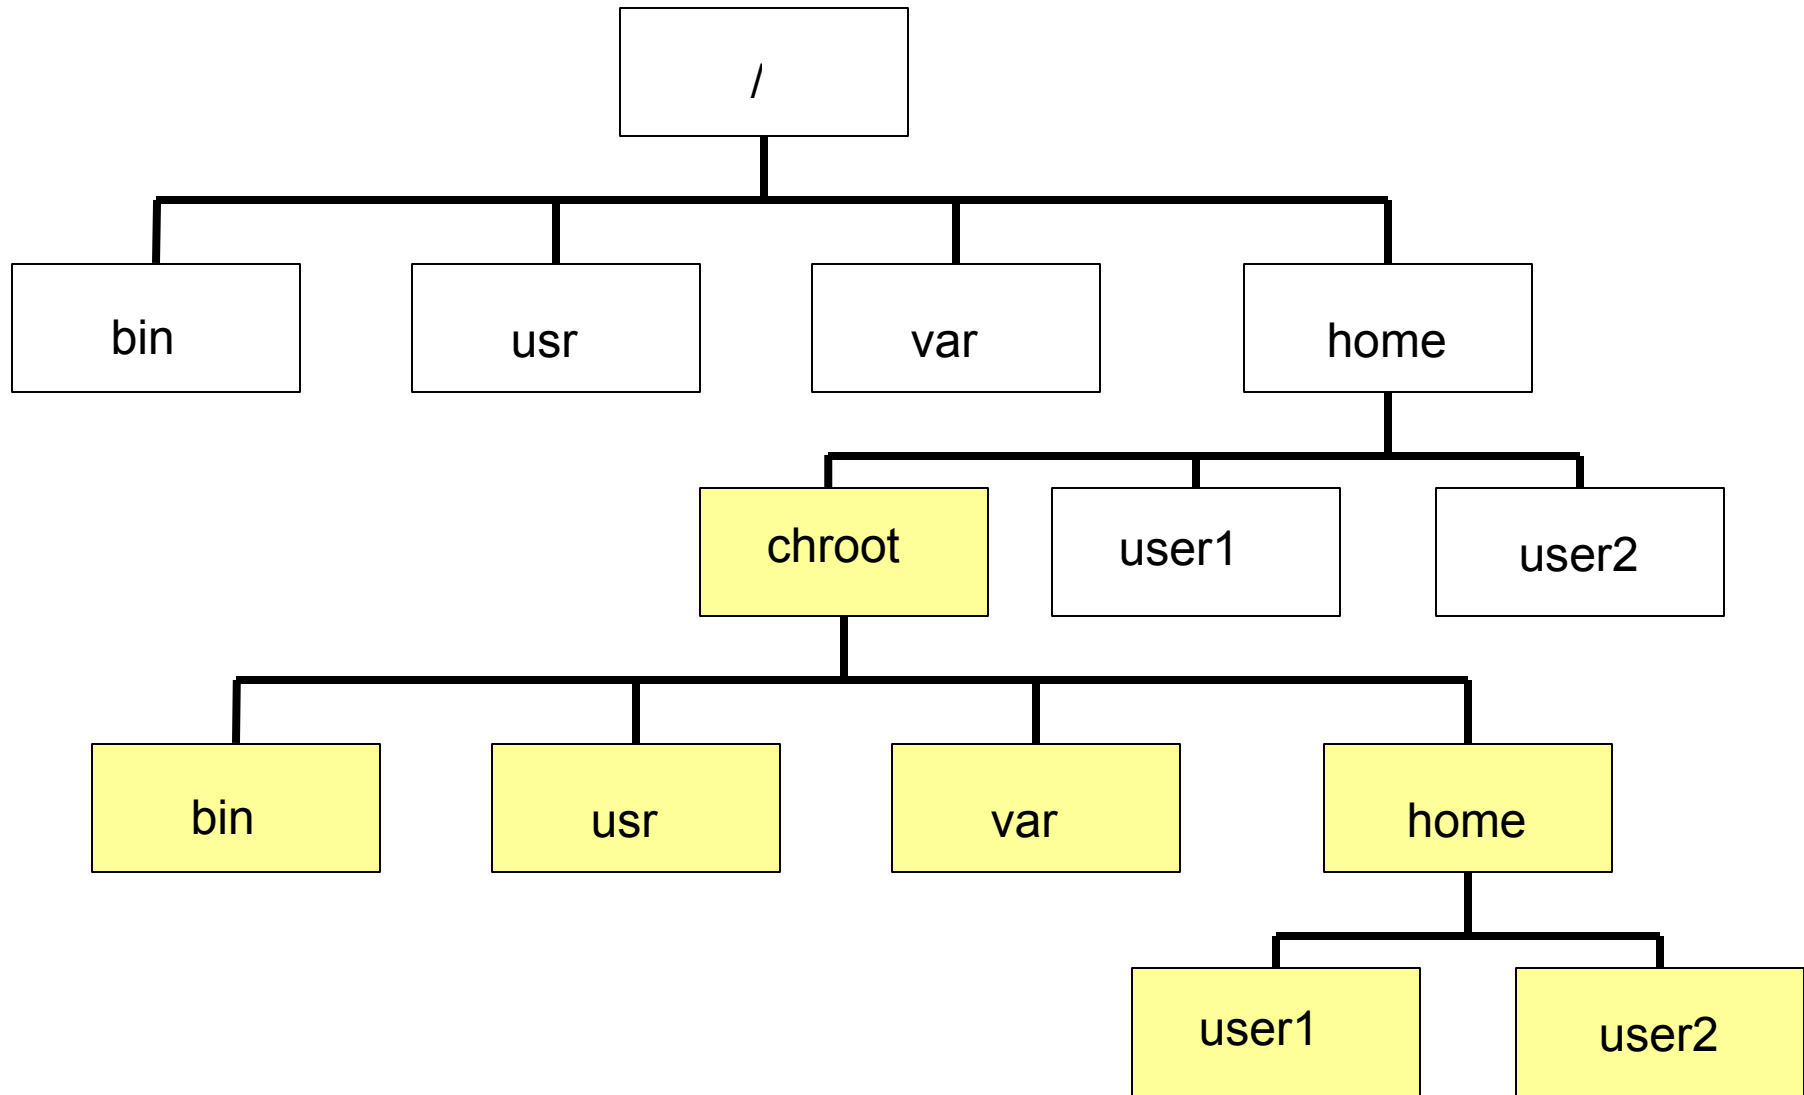 /
bin
usr
var
home
chroot
user1
user2
bin
usr
var
home
user1
user2